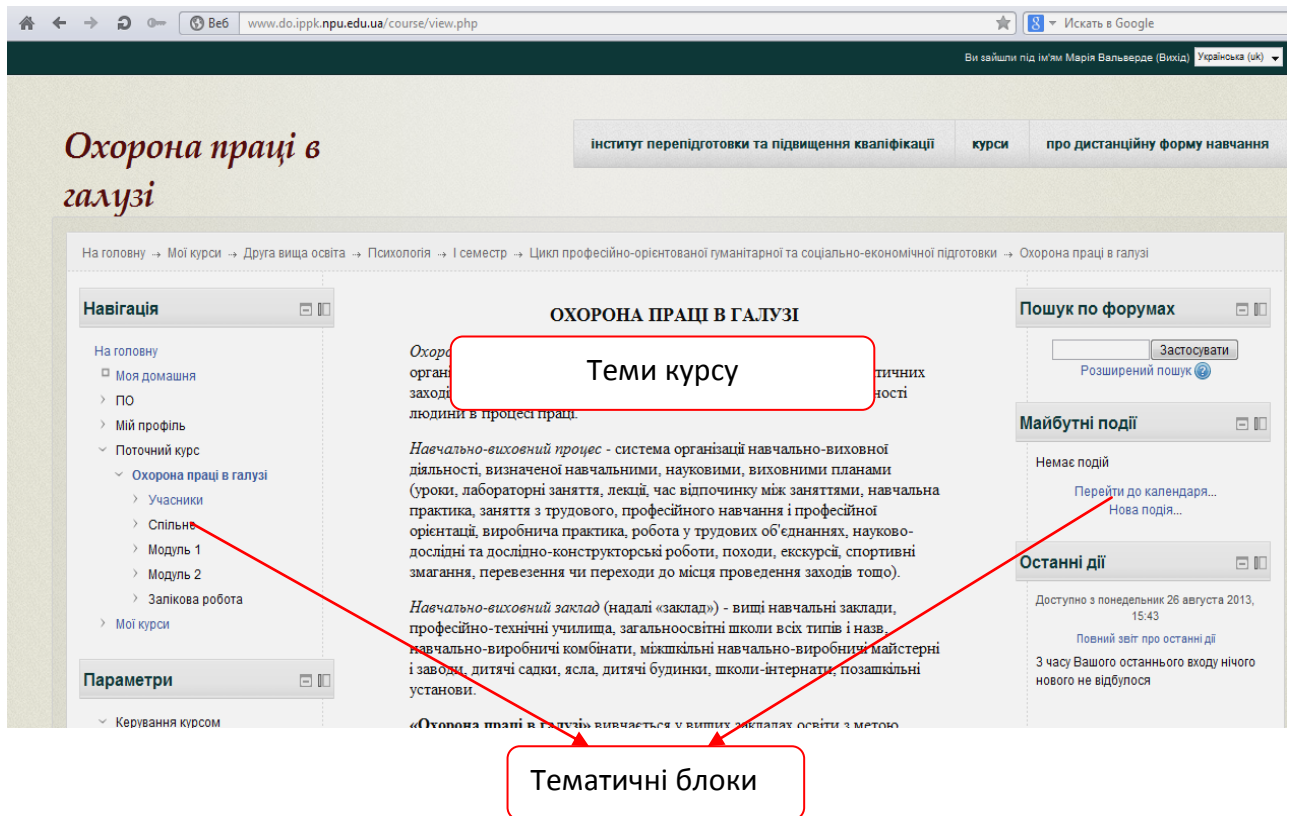 Веб www.do.ippk.npu.edu.ua/course/view.php Искать в Google
Ви зайшли під ім'ям Марія Вальверде (Вихід) Українська (uk)
Охорона праці в
галузі
інститут перепідготовки та підвищення кваліфікації курси про дистанційну форму навчання
На головну → Мої курси → Друга вища освіта → Психологія → І семестр → Цикл професійно-орієнтованої гуманітарної та соціально-економічної підготовки → Охорона праці в галузі
Навігація
На головну
Моя домашня
ПО
Мій профіль
Поточний курс
Охорона праці в галузі
Учасники
Спільне
Модуль 1
Модуль 2
Залікова робота
Мої курси
Параметри
Керування курсом
ОХОРОНА ПРАЦІ В ГАЛУЗІ
Теми курсу
людини в процесі праці.
Навчально-виховний процес - система організації навчально-виховної
діяльності, визначеної навчальними, науковими, виховними планами
(уроки, лабораторні заняття, лекції, час відпочинку між заняттями, навчальна
практика, заняття з трудового, професійного навчання і професійної
орієнтації, виробнича практика, робота у трудових об'єднаннях, науково-
дослідні та дослідно-конструкторські роботи, походи, екскурсії, спортивні
змагання, перевезення чи переходи до місця проведення заходів тощо).
Навчально-виховний заклад (надалі «заклад») - вищі навчальні заклади,
професійно-технічні училища, загальноосвітні школи всіх типів і назв,
навчально-виробничі комбінати, міжшкільні навчально-виробничі майстерні
і заводи, дитячі садки, ясла, дитячі будинки, школи-інтернати, позашкільні
установи.
«Охорона праці в галузі» вивчається у вищих закладах освіти з метою
Пошук по форумах
Застосувати
Розширений пошук
Майбутні події
Немає подій
Перейти до календаря...
Нова подія...
Останні дії
Доступно з понедельник 26 августа 2013,
15:43
Повний звіт про останні дії
З часу Вашого останнього входу нічого
нового не відбулося
Тематичні блоки